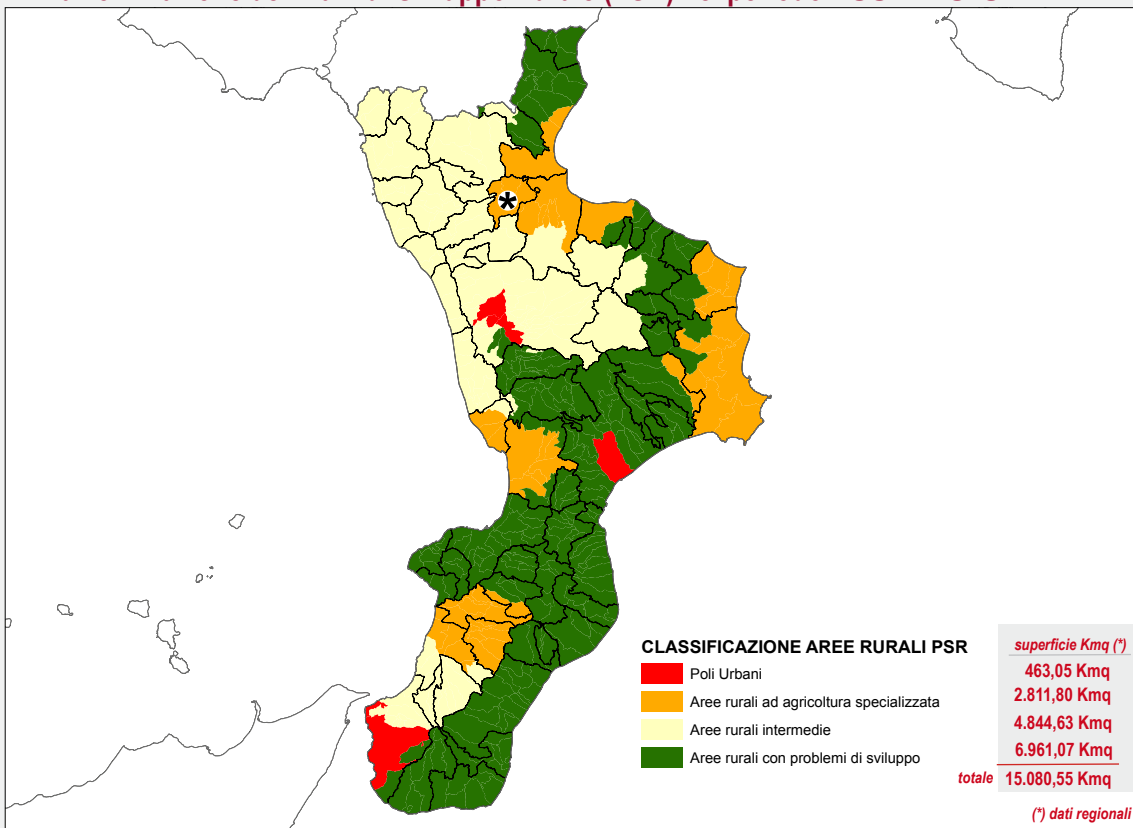 *
CLASSIFICAZIONE AREE RURALI PSR
superficie Kmq (*)
Poli Urbani
463,05 Kmq
Aree rurali ad agricoltura specializzata
2.811,80 Kmq
Aree rurali intermedie
4.844,63 Kmq
Aree rurali con problemi di sviluppo
6.961,07 Kmq
totale 15.080,55 Kmq
(*) dati regionali